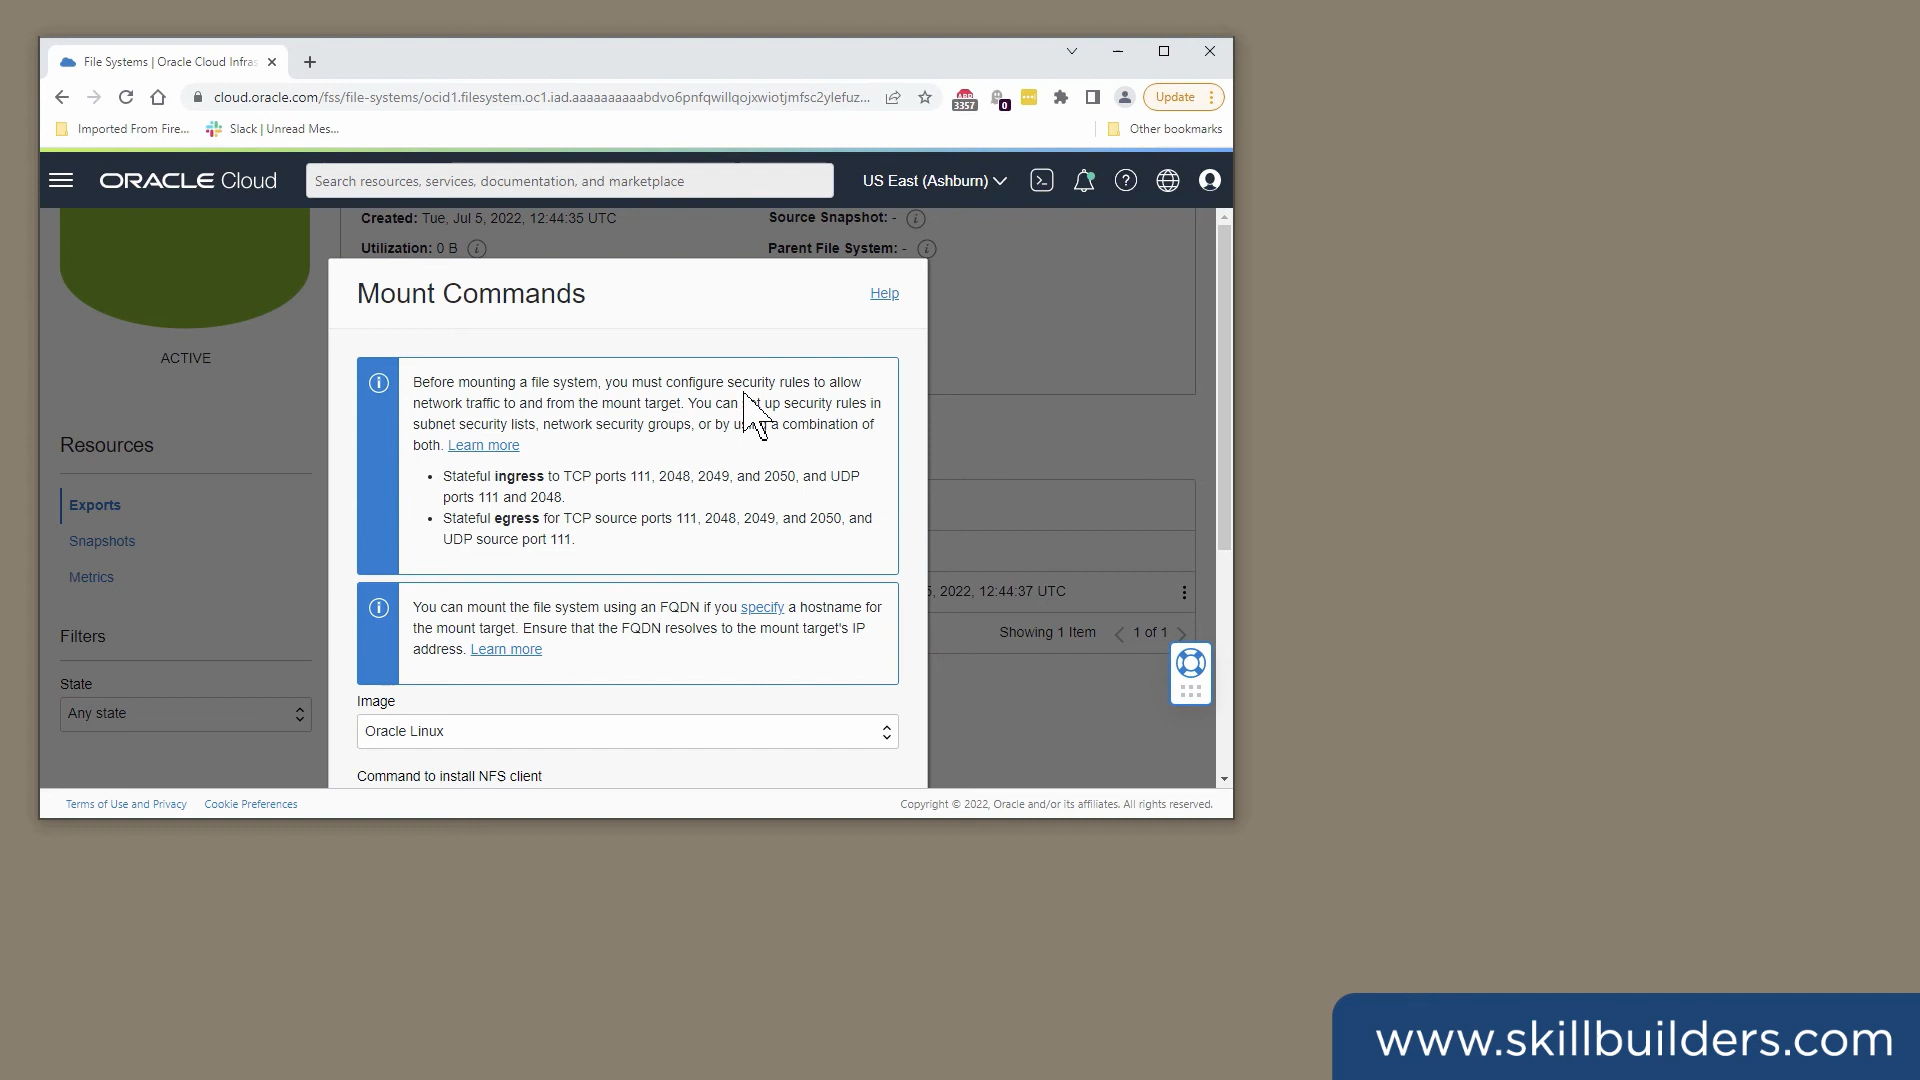 File Systems | Oracle Cloud Infras
cloud.oracle.com/fss/file-systems/ocid1.filesystem.oc1.iad.aaaaaaaaaabdvo6pnfqwillqojxwiotjmfsc2ylefuz...
3357
0
Update
Imported From Fire...
Slack | Unread Mes...
Other bookmarks
ORACLE Cloud
Search resources, services, documentation, and marketplace
US East (Ashburn)
Created: Tue, Jul 5, 2022, 12:44:35 UTC
Source Snapshot: -
Utilization: 0 B
Parent File System: -
ACTIVE
Resources
Exports
Snapshots
Metrics
Filters
State
Any state
Mount Commands
Help
Before mounting a file system, you must configure security rules to allow
network traffic to and from the mount target. You can up security rules in
subnet security lists, network security groups, or by a combination of
both. Learn more
• Stateful ingress to TCP ports 111, 2048, 2049, and 2050, and UDP
ports 111 and 2048.
• Stateful egress for TCP source ports 111, 2048, 2049, and 2050, and
UDP source port 111.
You can mount the file system using an FQDN if you specify a hostname for
the mount target. Ensure that the FQDN resolves to the mount target's IP
address. Learn more
Image
Oracle Linux
Command to install NFS client
5, 2022, 12:44:37 UTC
Showing 1 Item
1 of 1
Terms of Use and Privacy
Cookie Preferences
Copyright © 2022, Oracle and/or its affiliates. All rights reserved.
www.skillbuilders.com